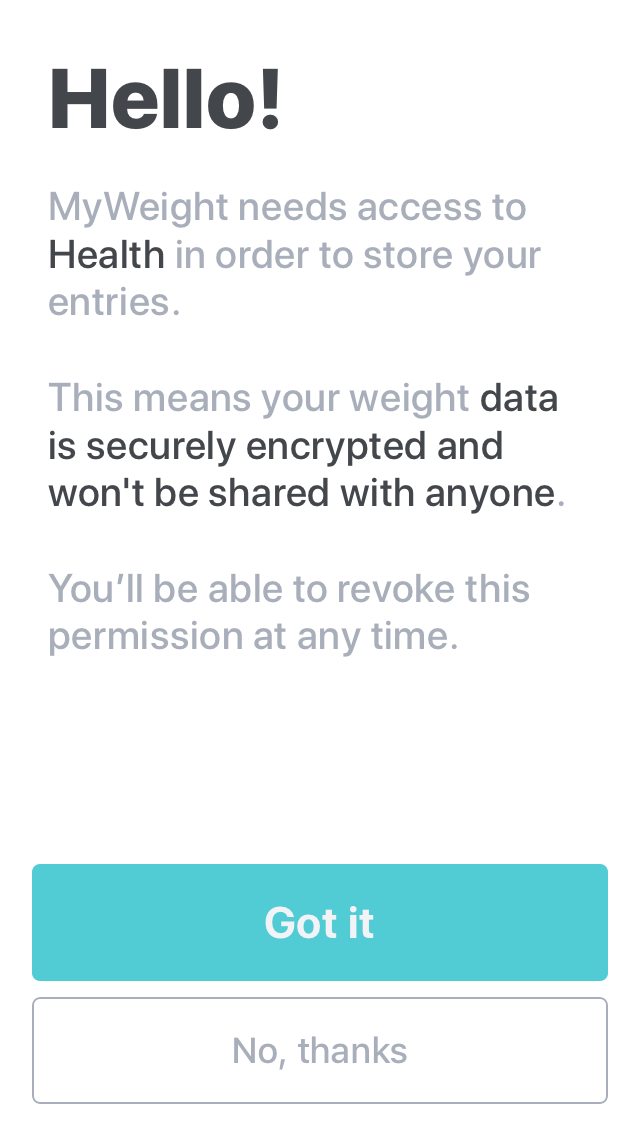 Hello!
MyWeight needs access to
Health in order to store your
entries.
This means your weight data
is securely encrypted and
won't be shared with anyone.
You’ll be able to revoke this
permission at any time.
Got it
No, thanks